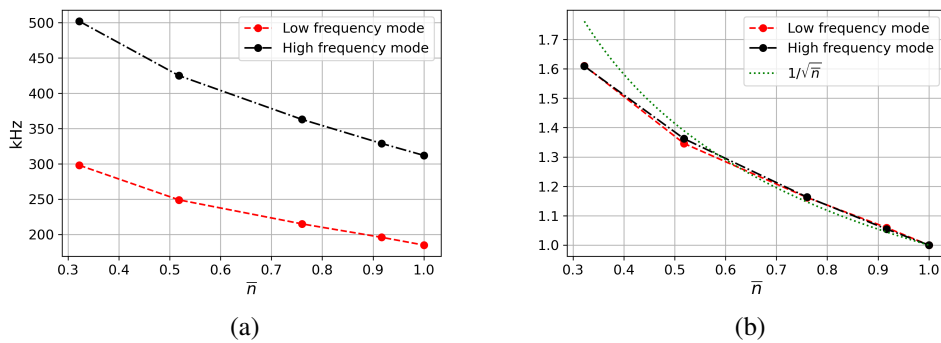 500
450
400
350
300
250
200
kHz
Low frequency mode
High frequency mode
0.3 0.4 0.5 0.6 0.7 0.8 0.9 1.0
n̅
(a)
1.7
1.6
1.5
1.4
1.3
1.2
1.1
1.0
Low frequency mode
High frequency mode
1/√n̅
0.3 0.4 0.5 0.6 0.7 0.8 0.9 1.0
n̅
(b)